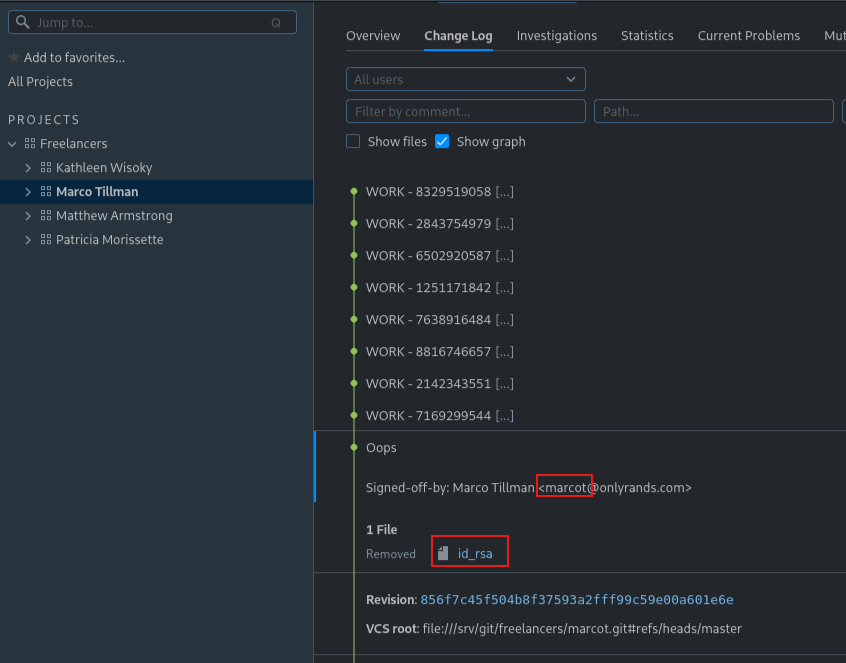 Jump to... Q
Add to favorites...
All Projects
PROJECTS
Freelancers
Kathleen Wisoky
Marco Tillman
Matthew Armstrong
Patricia Morissette
Overview Change Log Investigations Statistics Current Problems Mut
All users
Filter by comment... Path...
Show files Show graph
WORK - 8329519058 [...]
WORK - 2843754979 [...]
WORK - 6502920587 [...]
WORK - 1251171842 [...]
WORK - 7638916484 [...]
WORK - 8816746657 [...]
WORK - 2142343551 [...]
WORK - 7169299544 [...]
Oops
Signed-off-by: Marco Tillman <marcot@onlyrands.com>
1 File
Removed id_rsa
Revision: 856f7c45f504b8f37593a2fff99c59e00a601e6e
VCS root: file:///srv/git/freelancers/marcot.git#refs/heads/master